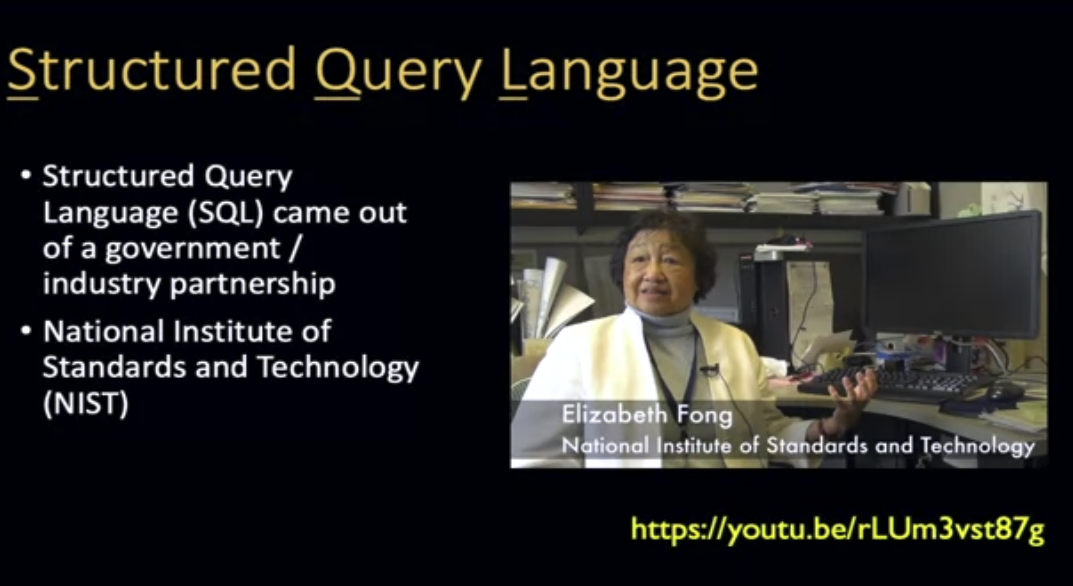 Structured Query Language
• Structured Query
Language (SQL) came out
of a government /
industry partnership
• National Institute of
Standards and Technology
(NIST)
Elizabeth Fong
National Institute of Standards and Technology
https://youtu.be/rLUm3vst87g